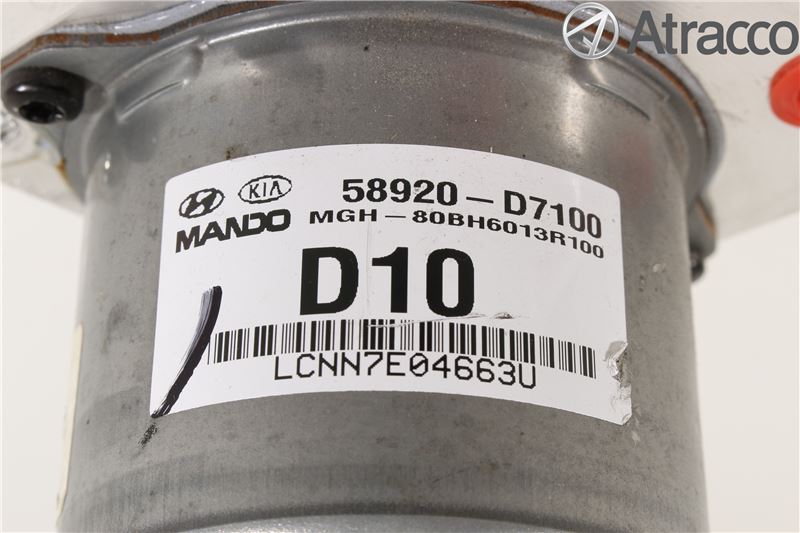 Atracco
KIA 58920-D7100
MANDO MGH-80BH6013R100
D10
LCNN7E04663U